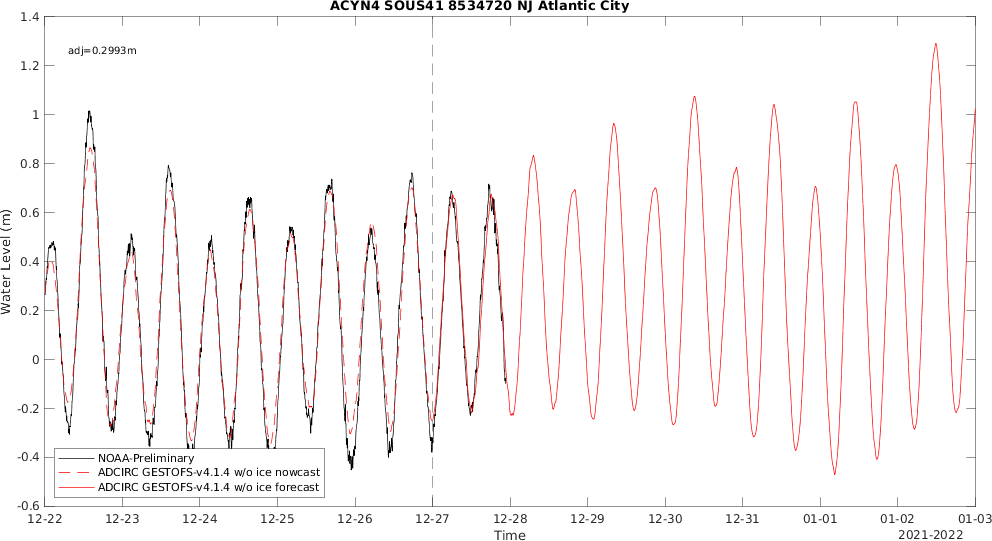 ACYN4 SOUS41 8534720 NJ Atlantic City
adj=0.2993m
1.4
1.2
1
0.8
0.6
0.4
0.2
0
-0.2
-0.4
-0.6
Water Level (m)
NOAA-Preliminary
ADCIRC GESTOFS-v4.1.4 w/o ice nowcast
ADCIRC GESTOFS-v4.1.4 w/o ice forecast
12-22 12-23 12-24 12-25 12-26 12-27 12-28 12-29 12-30 12-31 01-01 01-02 01-03
Time
2021-2022